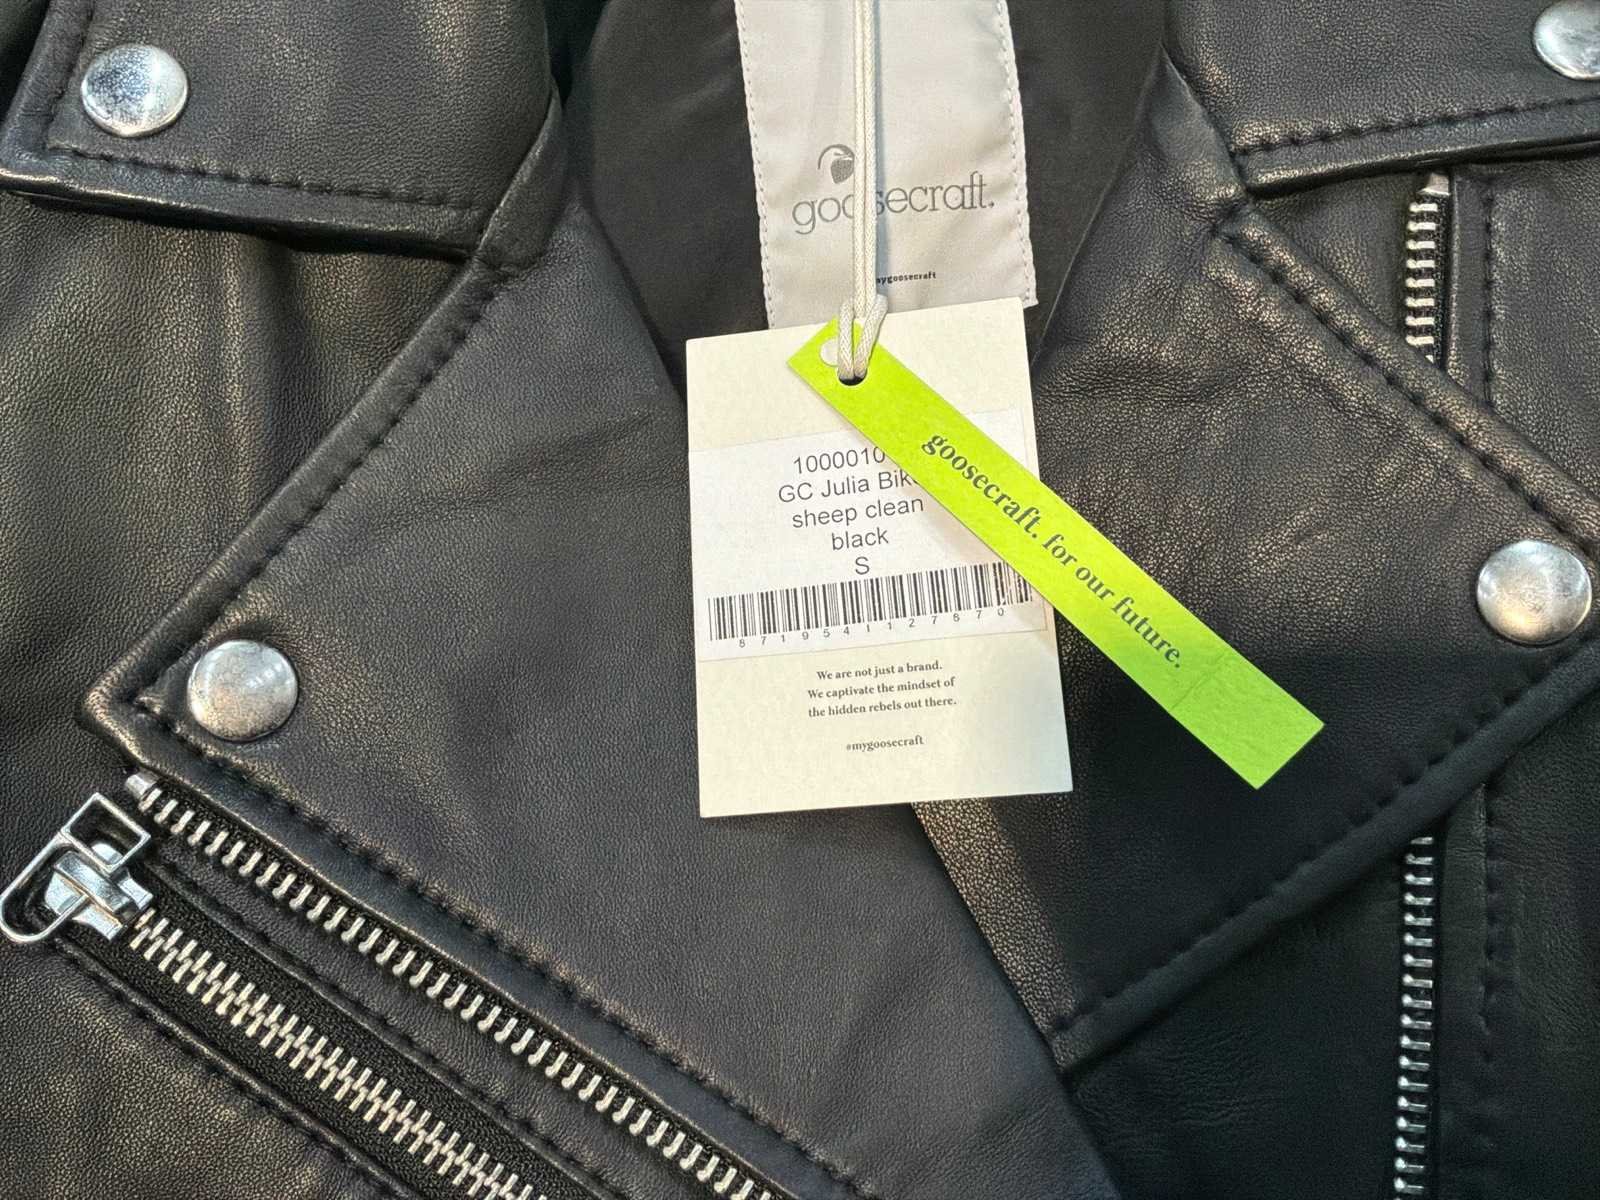 goosecraft.
#mygoosecraft
1000010
GC Julia Bik
sheep clean
black
S
8719541127870
goosecraft. for our future.
We are not just a brand.
We captivate the mindset of
the hidden rebels out there.
#mygoosecraft